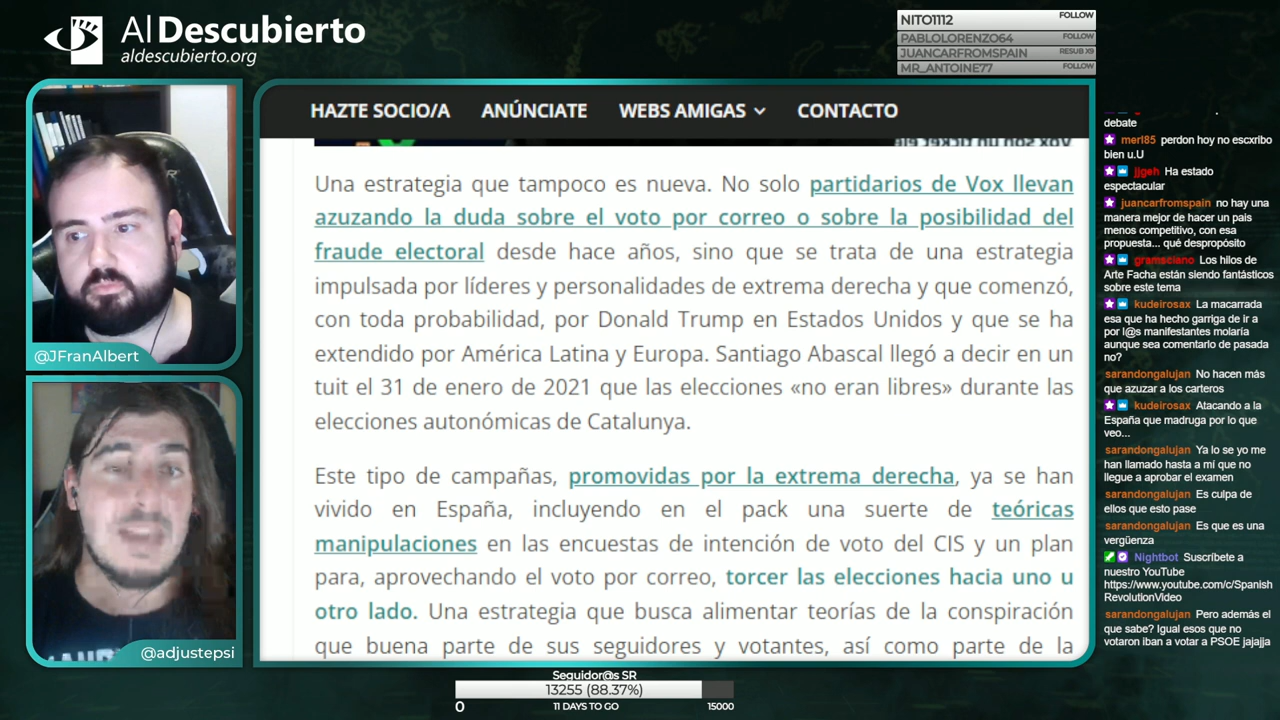 Al Descubierto
aldescubierto.org
NITO1112 FOLLOW
PABLOLORENZO64 FOLLOW
JUANCARFROMSPAIN RESUB X9
MR_ANTOINE77 FOLLOW
HAZTE SOCIO/A ANÚNCIATE WEBS AMIGAS CONTACTO
Una estrategia que tampoco es nueva. No solo partidarios de Vox llevan
azuzando la duda sobre el voto por correo o sobre la posibilidad del
fraude electoral desde hace años, sino que se trata de una estrategia
impulsada por líderes y personalidades de extrema derecha y que comenzó,
con toda probabilidad, por Donald Trump en Estados Unidos y que se ha
extendido por América Latina y Europa. Santiago Abascal llegó a decir en un
tuit el 31 de enero de 2021 que las elecciones «no eran libres» durante las
elecciones autonómicas de Catalunya.
Este tipo de campañas, promovidas por la extrema derecha, ya se han
vivido en España, incluyendo en el pack una suerte de teóricas
manipulaciones en las encuestas de intención de voto del CIS y un plan
para, aprovechando el voto por correo, torcer las elecciones hacia uno u
otro lado. Una estrategia que busca alimentar teorías de la conspiración
que buena parte de sus seguidores y votantes, así como parte de la
@JFranAlbert
@adjustepsi
debate
merl85 perdon hoy no escxribo
bien u.U
jjgeh Ha estado
espectacular
juancarfromspain no hay una
manera mejor de hacer un pais
menos competitivo, con esa
propuesta... qué despropósito
gramsciano Los hilos de
Arte Facha están siendo fantásticos
sobre este tema
kudeirosax La macarrada
esa que ha hecho garriga de ir a
por l@s manifestantes molaría
aunque sea comentarlo de pasada
no?
sarandongalujan No hacen más
que azuzar a los carteros
kudeirosax Atacando a la
España que madruga por lo que
veo...
sarandongalujan Ya lo se yo me
han llamado hasta a mí que no
llegue a aprobar el examen
sarandongalujan Es culpa de
ellos que esto pase
sarandongalujan Es que es una
vergüenza
Nightbot Suscríbete a
nuestro YouTube
https://www.youtube.com/c/Spanish
RevolutionVideo
sarandongalujan Pero además el
que sabe? Igual esos que no
votaron iban a votar a PSOE jajajja
Seguidor@s SR
13255 (88.37%)
0 11 DAYS TO GO 15000